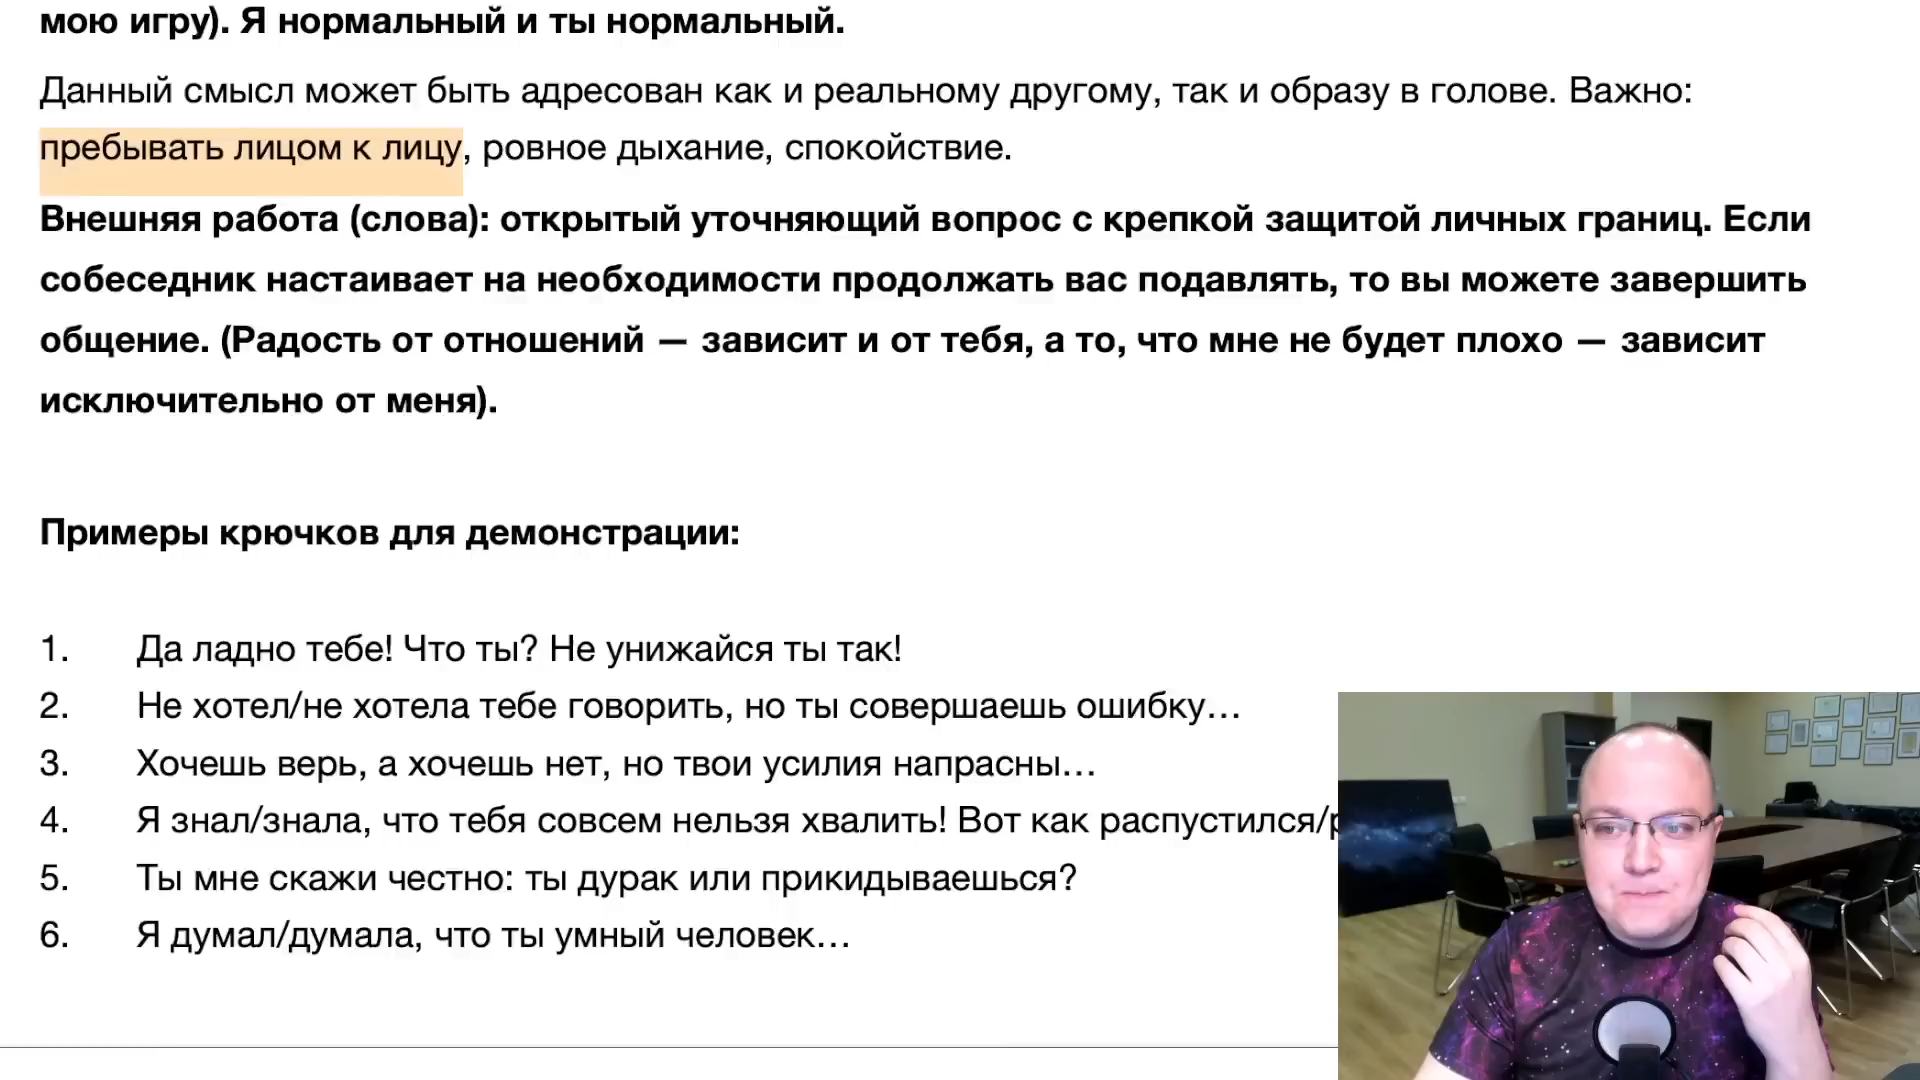 мою игру). Я нормальный и ты нормальный.
Данный смысл может быть адресован как и реальному другому, так и образу в голове. Важно:
пребывать лицом к лицу, ровное дыхание, спокойствие.
Внешняя работа (слова): открытый уточняющий вопрос с крепкой защитой личных границ. Если
собеседник настаивает на необходимости продолжать вас подавлять, то вы можете завершить
общение. (Радость от отношений — зависит и от тебя, а то, что мне не будет плохо — зависит
исключительно от меня).
Примеры крючков для демонстрации:
1. Да ладно тебе! Что ты? Не унижайся ты так!
2. Не хотел/не хотела тебе говорить, но ты совершаешь ошибку…
3. Хочешь верь, а хочешь нет, но твои усилия напрасны…
4. Я знал/знала, что тебя совсем нельзя хвалить! Вот как распустился/
5. Ты мне скажи честно: ты дурак или прикидываешься?
6. Я думал/думала, что ты умный человек…